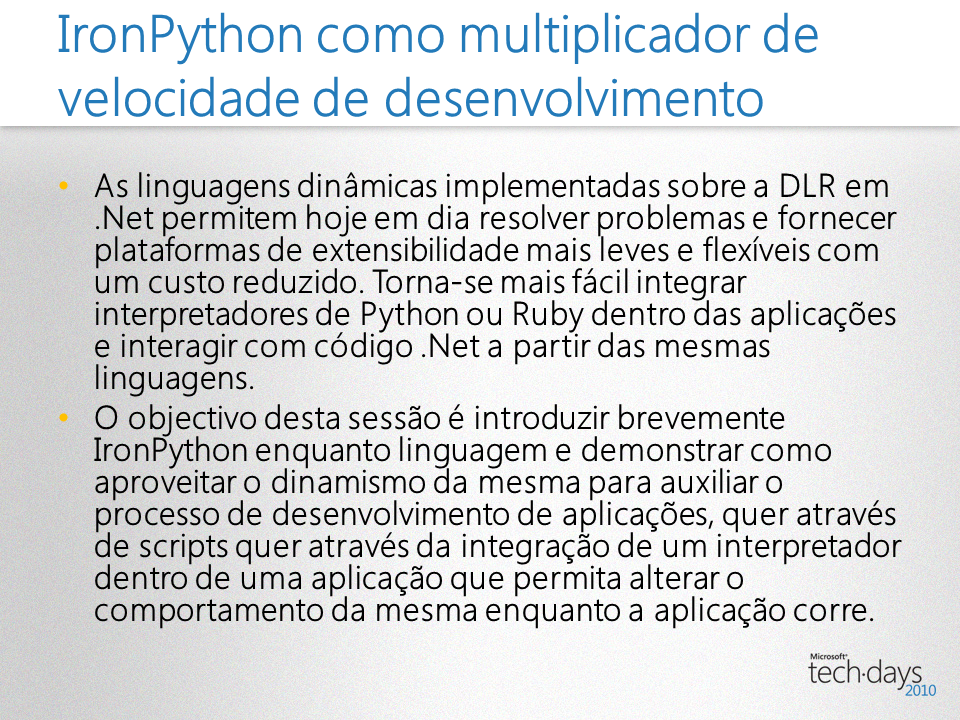 IronPython como multiplicador de
velocidade de desenvolvimento
• As linguagens dinâmicas implementadas sobre a DLR em
.Net permitem hoje em dia resolver problemas e fornecer
plataformas de extensibilidade mais leves e flexíveis com
um custo reduzido. Torna-se mais fácil integrar
interpretadores de Python ou Ruby dentro das aplicações
e interagir com código .Net a partir das mesmas
linguagens.
• O objectivo desta sessão é introduzir brevemente
IronPython enquanto linguagem e demonstrar como
aproveitar o dinamismo da mesma para auxiliar o
processo de desenvolvimento de aplicações, quer através
de scripts quer através da integração de um interpretador
dentro de uma aplicação que permita alterar o
comportamento da mesma enquanto a aplicação corre.
Microsoft®
tech·days
2010